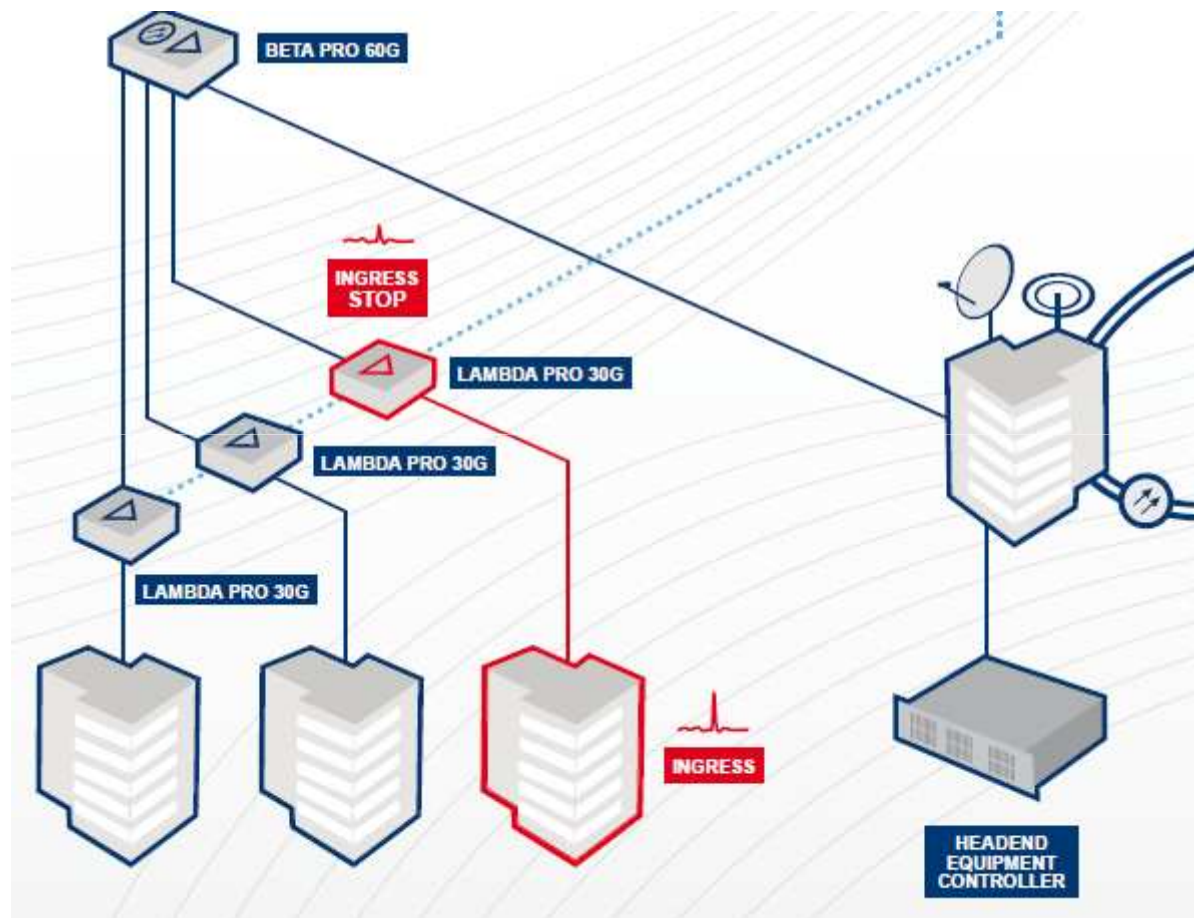 BETA PRO 60G
INGRESS
STOP
LAMBDA PRO 30G
LAMBDA PRO 30G
LAMBDA PRO 30G
INGRESS
HEADEND
EQUIPMENT
CONTROLLER